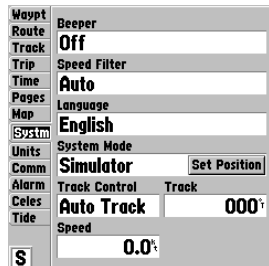 Waypt
Route
Track
Trip
Time
Pages
Map
Systm
Units
Comm
Alarm
Celes
Tide
S
Beeper
Off
Speed Filter
Auto
Language
English
System Mode
Simulator
Set Position
Track Control Track
Auto Track 000°
Speed
0.0